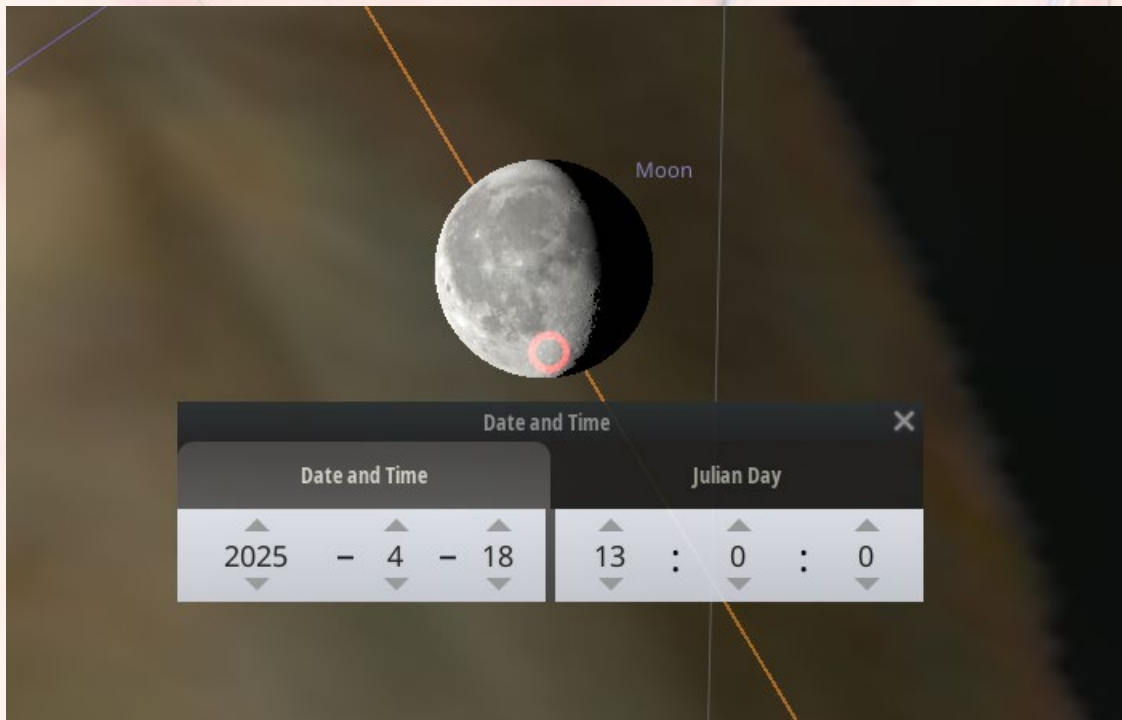 Moon
Date and Time
Date and Time Julian Day
2025 – 4 – 18 13 : 0 : 0